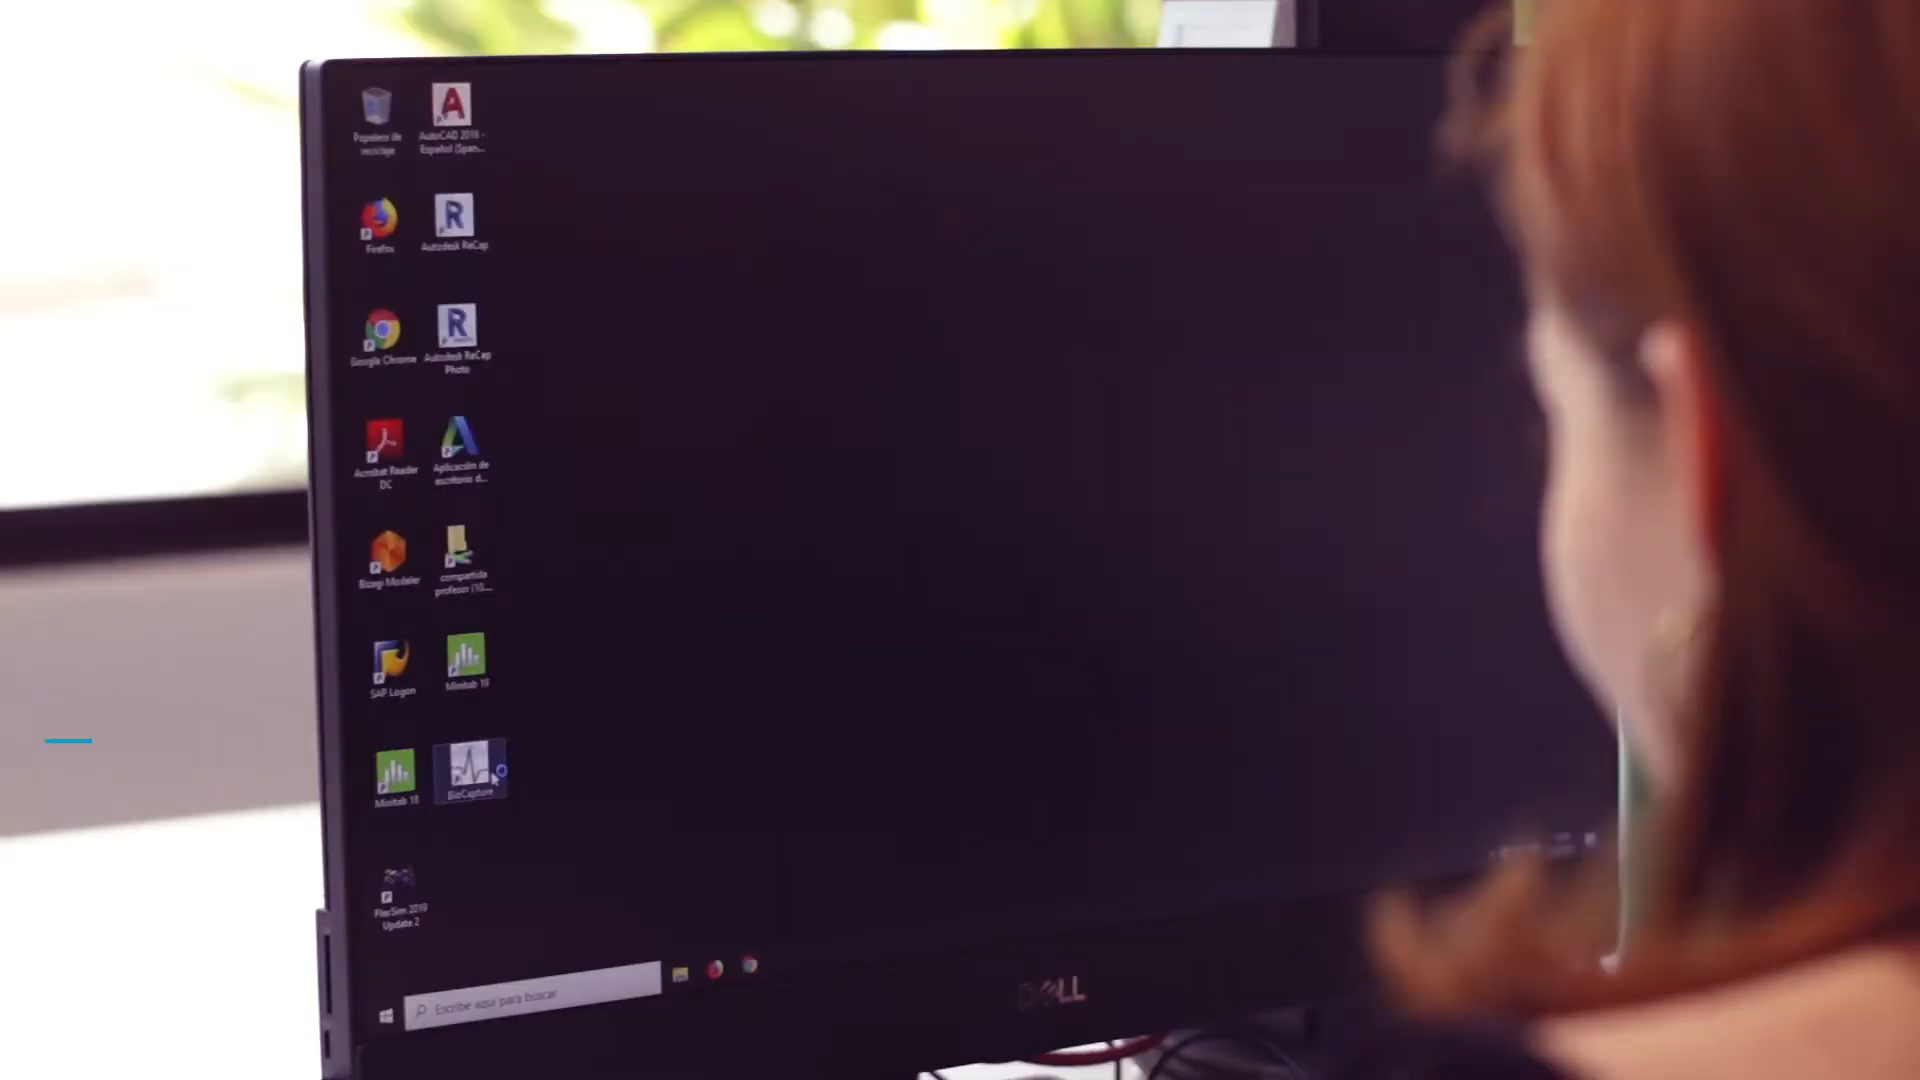 Papelera de
reciclaje
AutoCAD 2019 -
Español (Span...
Firefox
Autodesk ReCap
Google Chrome
Autodesk ReCap
Photo
Acrobat Reader
DC
Aplicación de
escritorio d...
Bizagi Modeler
compartida
profesor (10....
SAP Logon
Minitab 19
Minitab 18
BioCapture
FlexSim 2019
Update 2
Escribe aquí para buscar
DELL